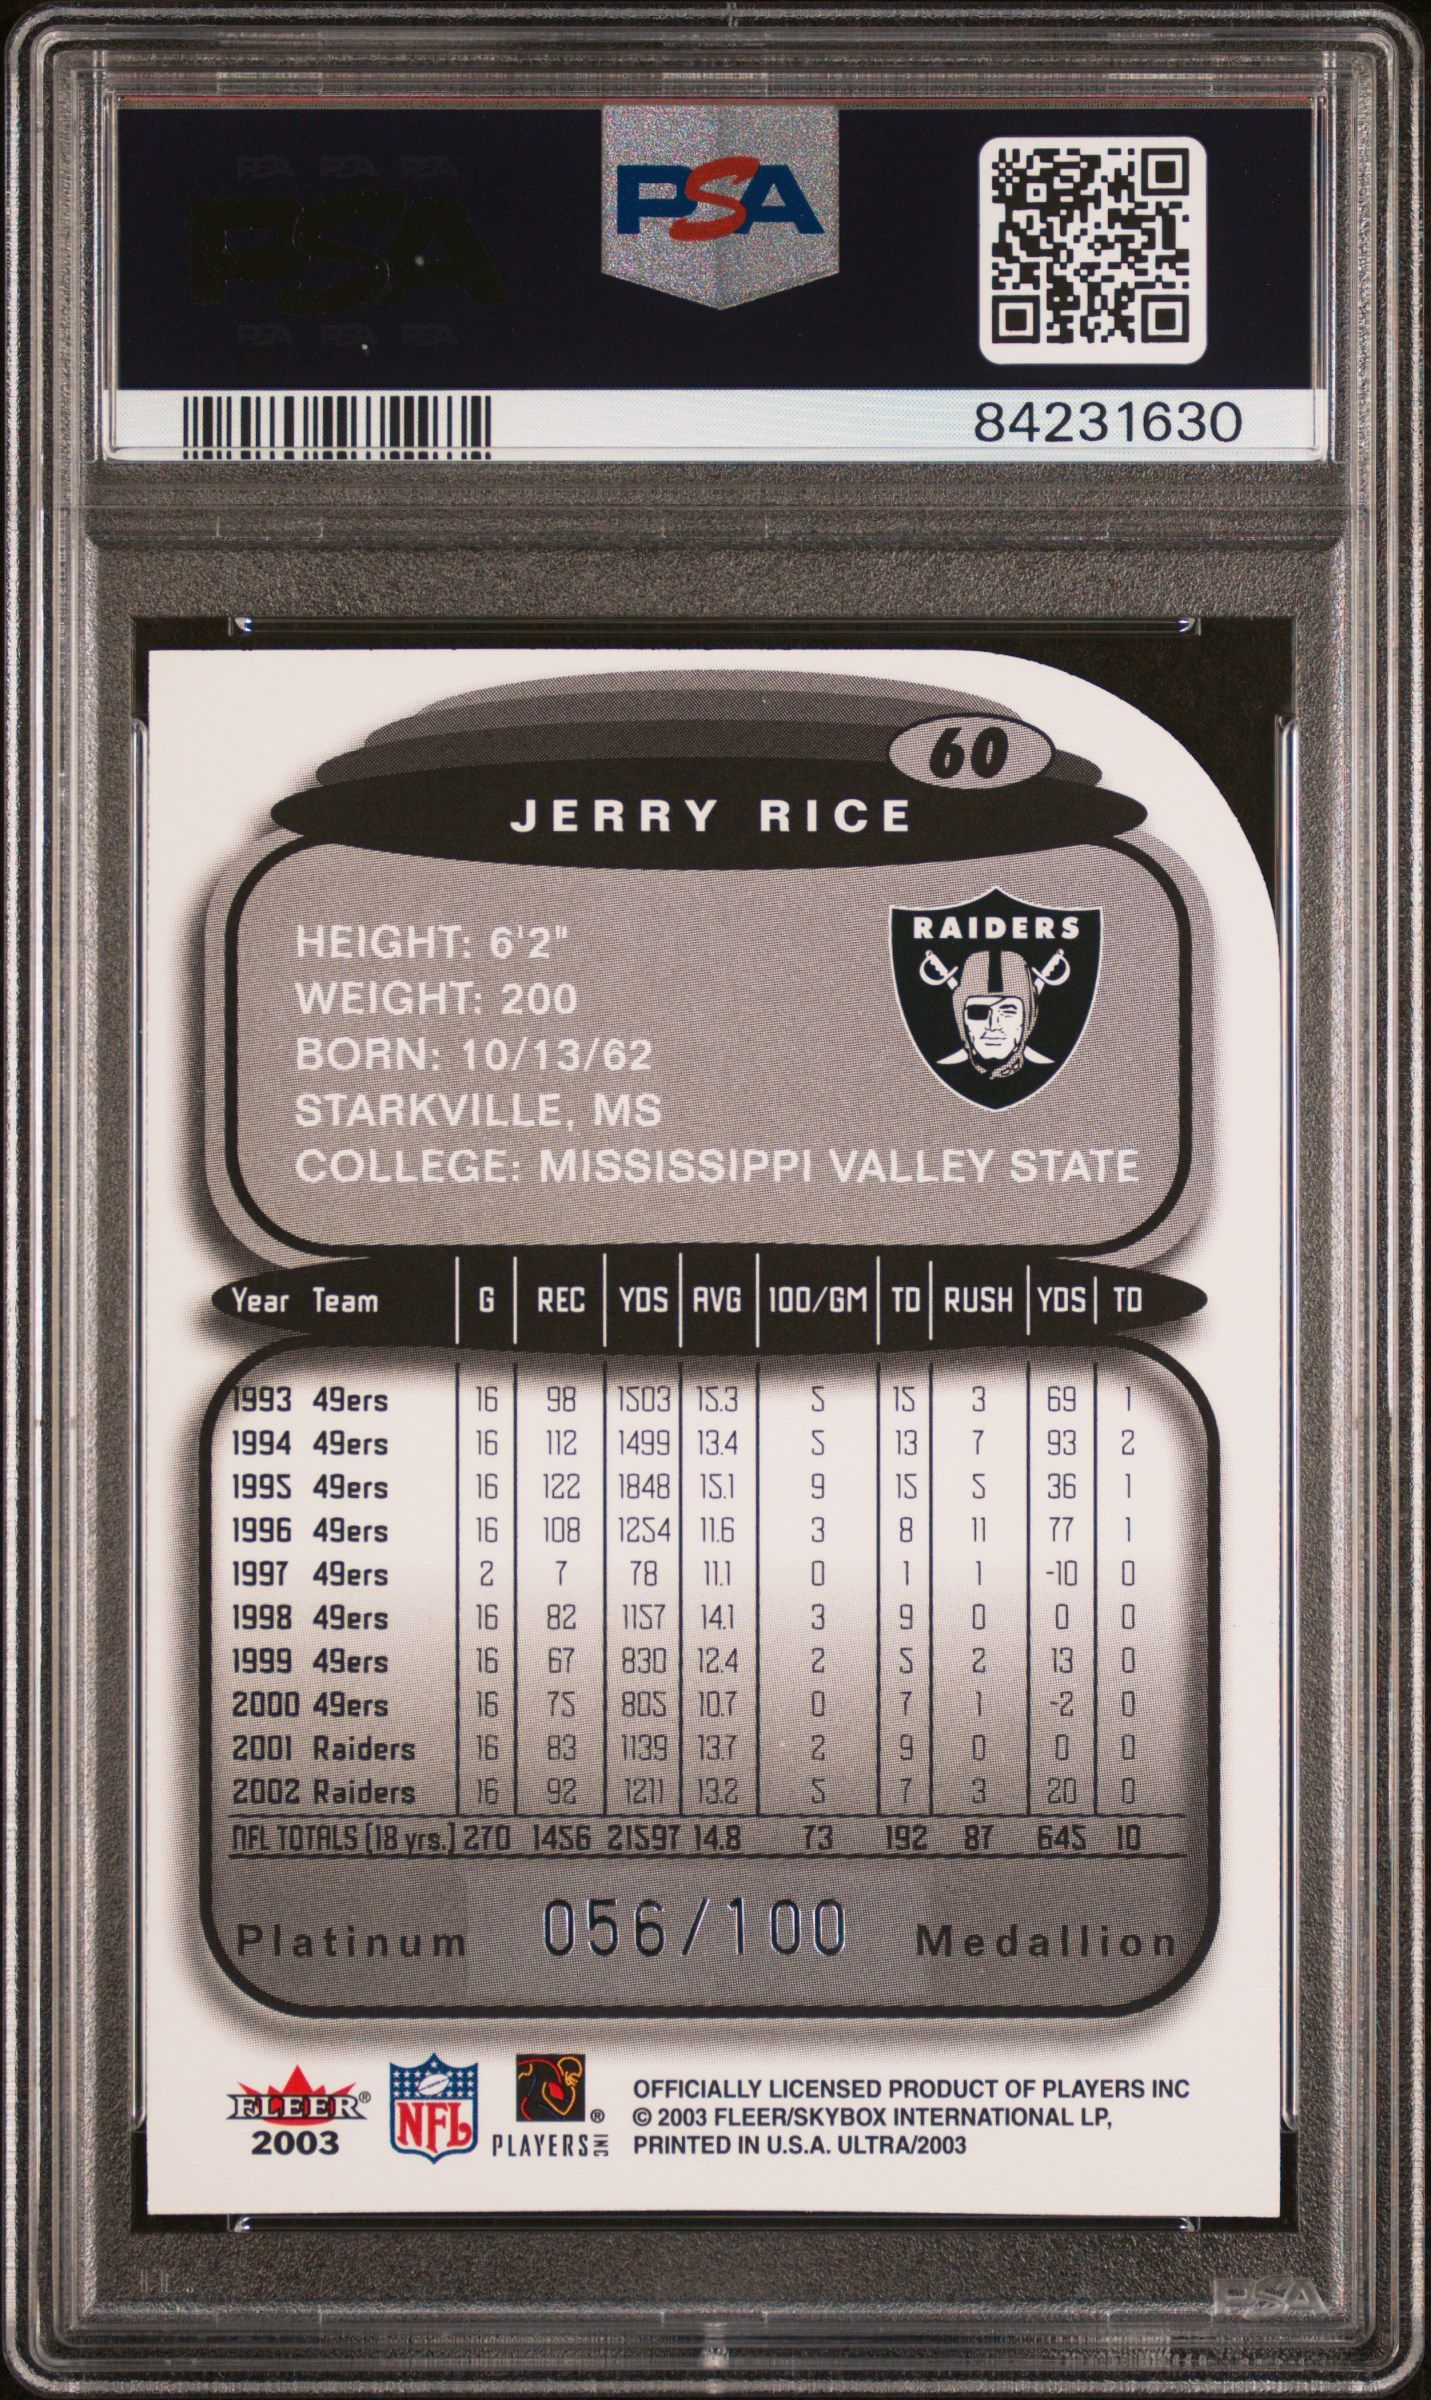 PSA PSA PSA
PSA
PSA PSA PSA
PSA
84231630
60
JERRY RICE
RAIDERS
HEIGHT: 6'2"
WEIGHT: 200
BORN: 10/13/62
STARKVILLE, MS
COLLEGE: MISSISSIPPI VALLEY STATE
Year Team G REC YDS AVG 100/GM TD RUSH YDS TD
1993 49ers 16 98 1503 15.3 5 15 3 69 1
1994 49ers 16 112 1499 13.4 5 13 7 93 2
1995 49ers 16 122 1848 15.1 9 15 5 36 1
1996 49ers 16 108 1254 11.6 3 8 11 77 1
1997 49ers 2 7 78 11.1 0 1 1 -10 0
1998 49ers 16 82 1157 14.1 3 9 0 0 0
1999 49ers 16 67 830 12.4 2 5 2 13 0
2000 49ers 16 75 805 10.7 0 7 1 -2 0
2001 Raiders 16 83 1139 13.7 2 9 0 0 0
2002 Raiders 16 92 1211 13.2 5 7 3 20 0
NFL TOTALS (18 yrs.) 270 1456 21597 14.8 73 192 87 645 10
Platinum 056/100 Medallion
FLEER®
2003
NFL
®
PLAYERS INC
OFFICIALLY LICENSED PRODUCT OF PLAYERS INC
© 2003 FLEER/SKYBOX INTERNATIONAL LP,
PRINTED IN U.S.A. ULTRA/2003
PSA